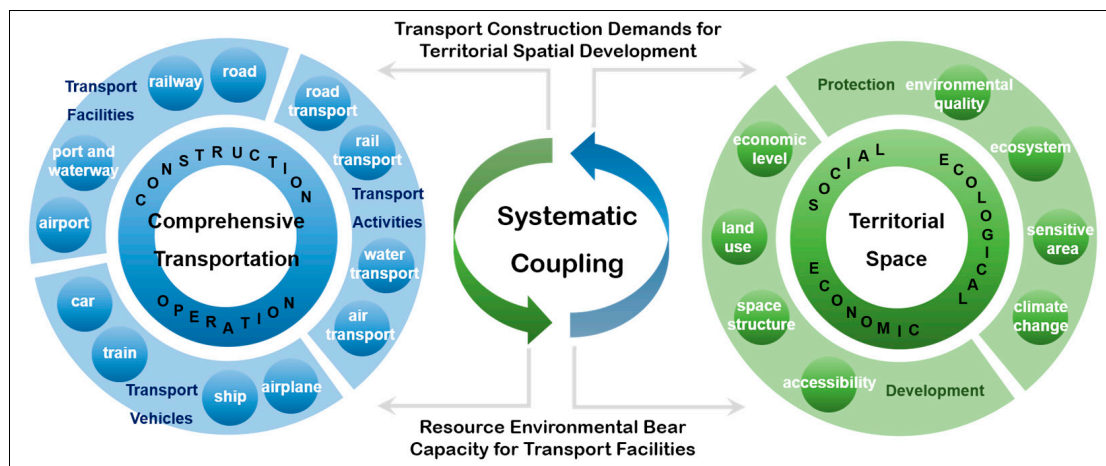 Transport Construction Demands for
Territorial Spatial Development
Transport
Facilities
railway
road
port and
waterway
airport
road
transport
rail
transport
Transport
Activities
water
transport
air
transport
car
train
Transport
Vehicles
ship
airplane
CONSTRUCTION
Comprehensive
Transportation
OPERATION
Systematic
Coupling
Protection
environmental
quality
economic
level
ecosystem
land
use
sensitive
area
space
structure
climate
change
accessibility
Development
SOCIAL
ECOLOGICAL
Territorial
Space
ECONOMIC
Resource Environmental Bear
Capacity for Transport Facilities